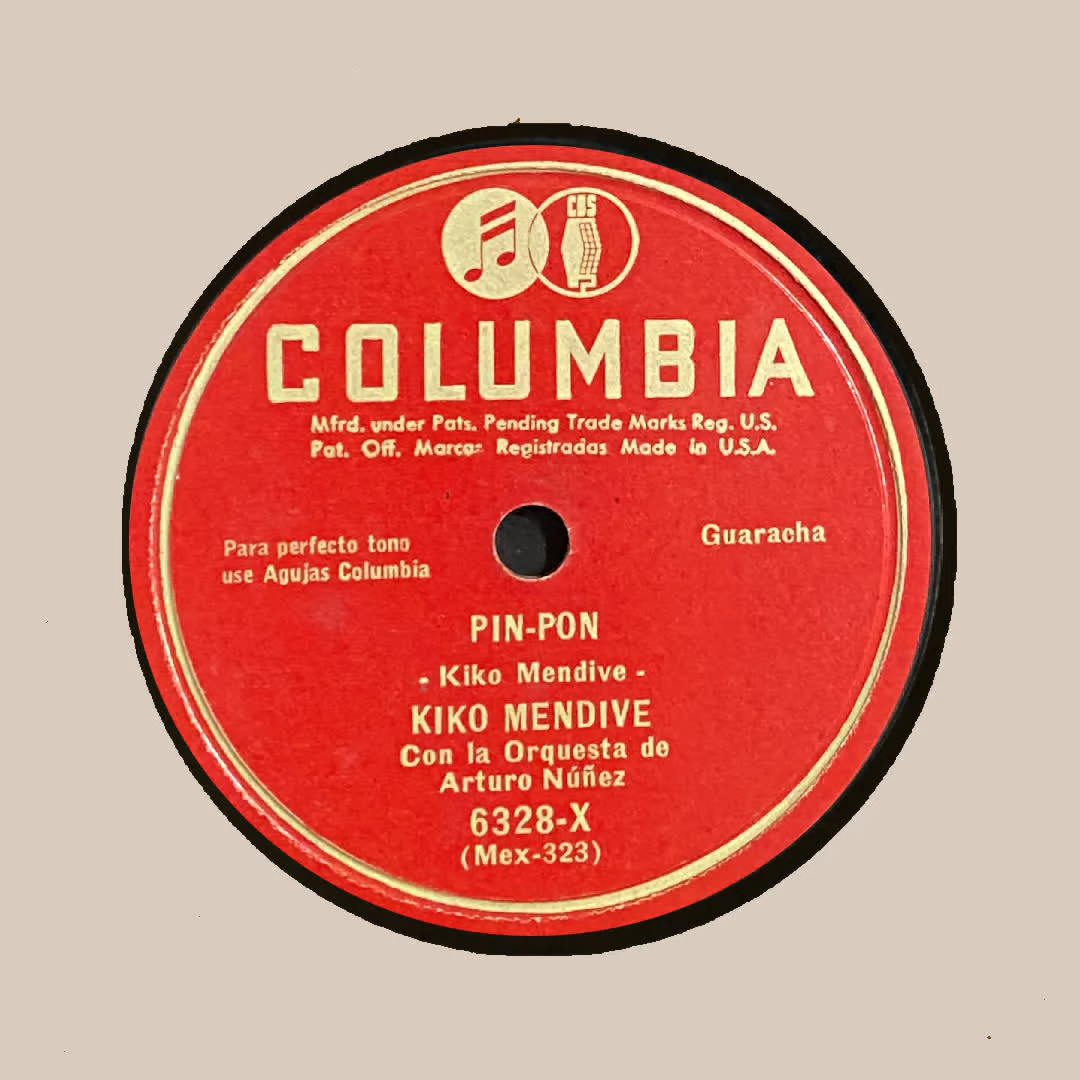 CBS
COLUMBIA
Mfrd. under Pats. Pending Trade Marks Reg. U.S.
Pat. Off. Marcas Registradas Made in U.S.A.
Para perfecto tono
use Agujas Columbia
Guaracha
PIN-PON
- Kiko Mendive -
KIKO MENDIVE
Con la Orquesta de
Arturo Núñez
6328-X
(Mex-323)